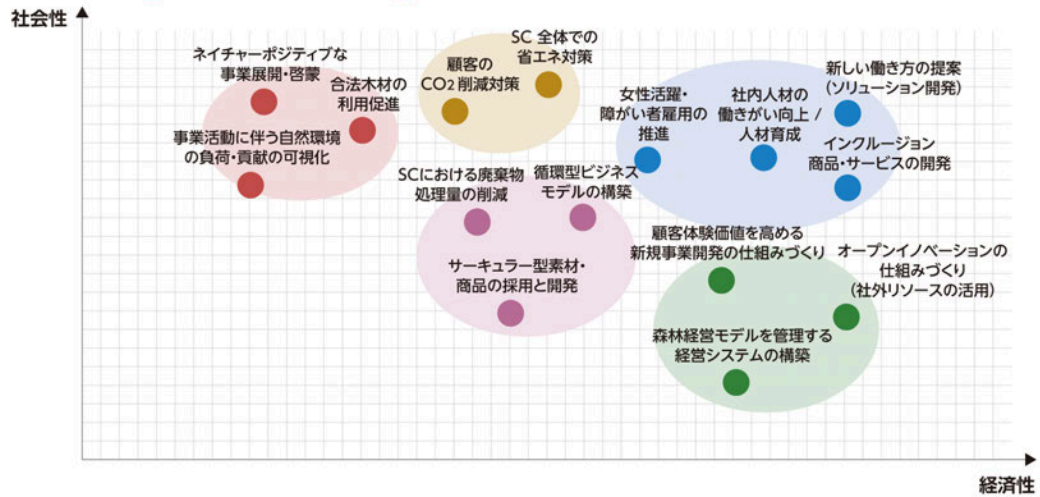 社会性
ネイチャーポジティブな
事業展開・啓蒙
合法木材の
利用促進
事業活動に伴う自然環境
の負荷・貢献の可視化
顧客の
CO2 削減対策
SC 全体での
省エネ対策
女性活躍・
障がい者雇用の
推進
社内人材の
働きがい向上 /
人材育成
新しい働き方の提案
（ソリューション開発）
インクルージョン
商品・サービスの開発
SCにおける廃棄物
処理量の削減
循環型ビジネス
モデルの構築
サーキュラー型素材・
商品の採用と開発
顧客体験価値を高める
新規事業開発の仕組みづくり
オープンイノベーションの
仕組みづくり
（社外リソースの活用）
森林経営モデルを管理する
経営システムの構築
経済性